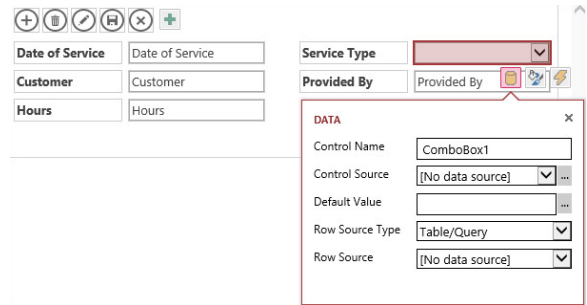 Date of Service Date of Service Service Type
Customer Customer Provided By Provided By
Hours Hours
DATA
Control Name ComboBox1
Control Source [No data source] ...
Default Value ...
Row Source Type Table/Query
Row Source [No data source]